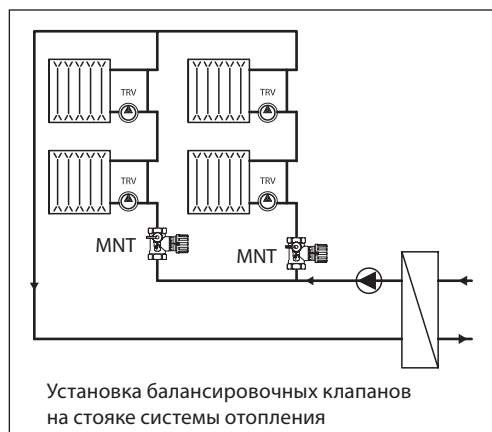 TRV
TRV
TRV
TRV
MNT
MNT
Установка балансировочных клапанов
на стояке системы отопления